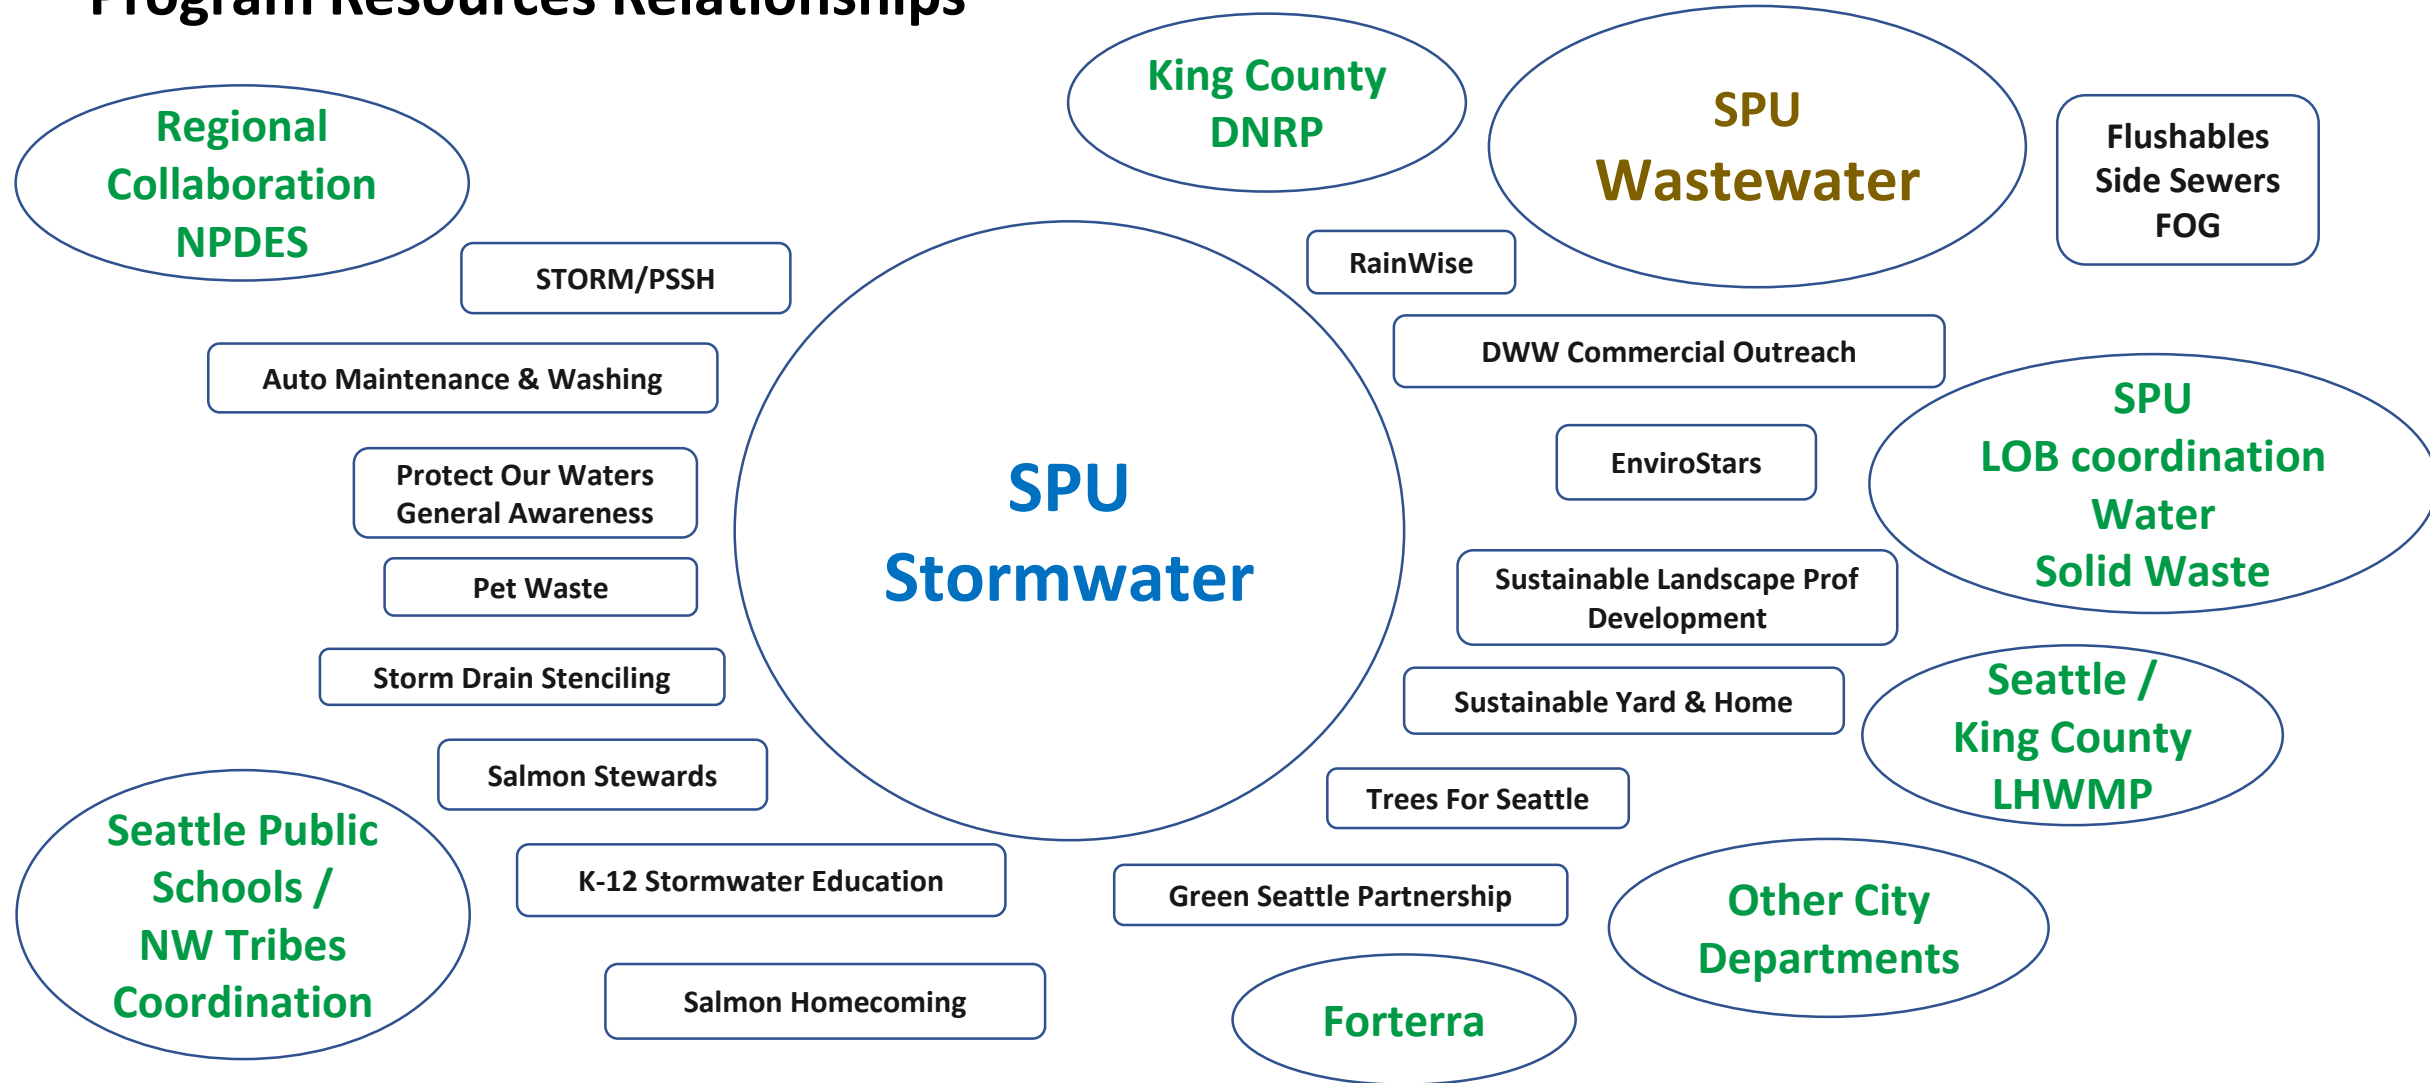 Program Resources Relationships
King County
DNRP
SPU
Wastewater
Flushables
Side Sewers
FOG
Regional
Collaboration
NPDES
STORM/PSSH
RainWise
Auto Maintenance & Washing
DWW Commercial Outreach
SPU
LOB coordination
Water
Solid Waste
Protect Our Waters
General Awareness
SPU
Stormwater
EnviroStars
Pet Waste
Sustainable Landscape Prof
Development
Storm Drain Stenciling
Sustainable Yard & Home
Seattle /
King County
LHWMP
Salmon Stewards
Trees For Seattle
Seattle Public
Schools /
NW Tribes
Coordination
K-12 Stormwater Education
Green Seattle Partnership
Other City
Departments
Salmon Homecoming
Forterra